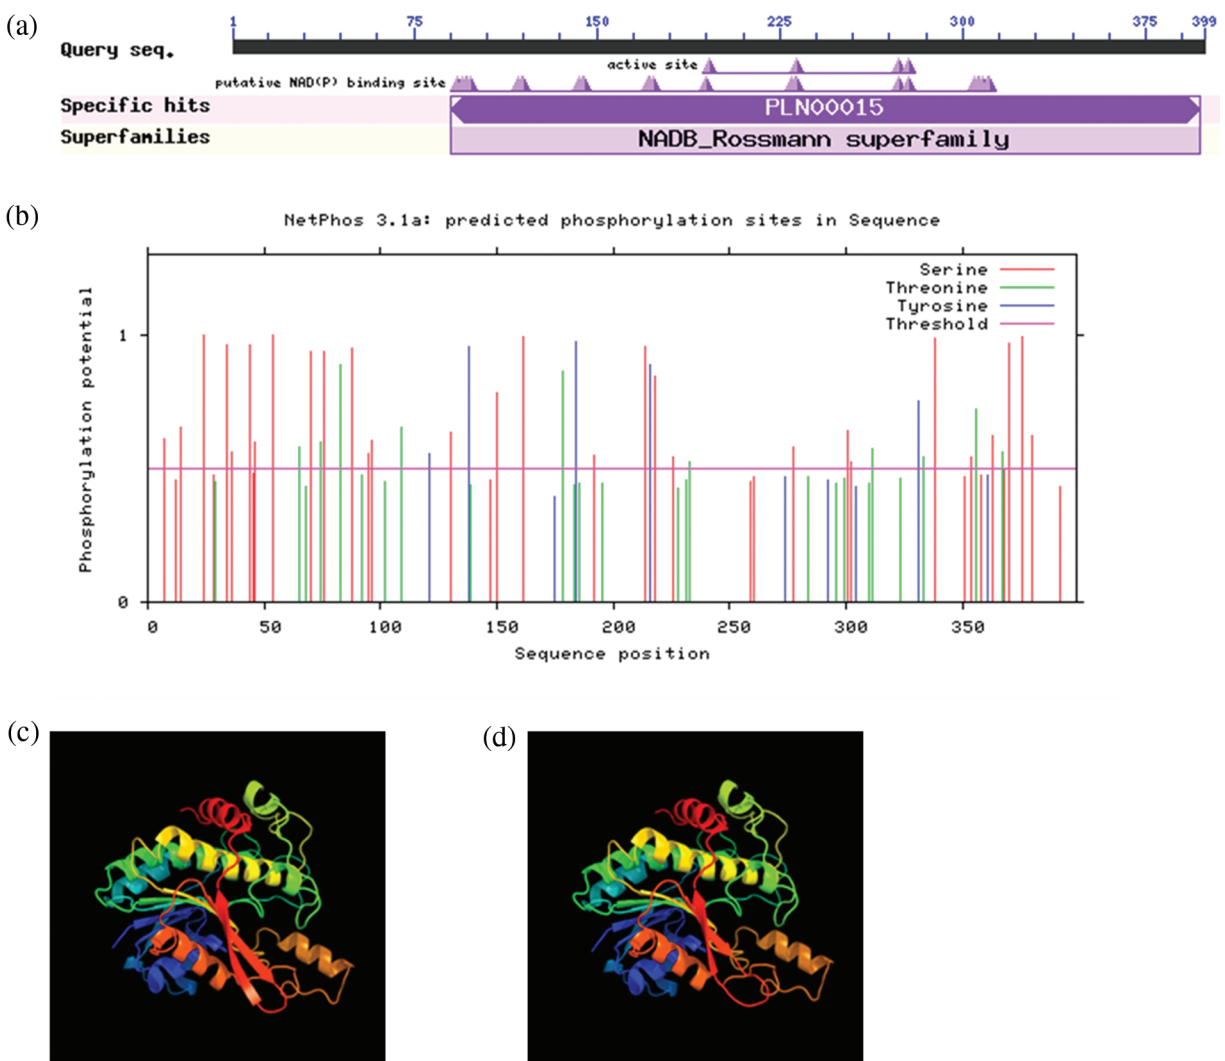 (a)
1 75 150 225 300 375 399
Query seq.
active site
putative NAD(P) binding site
Specific hits
PLN00015
Superfamilies
NADB_Rossmann superfamily
(b)
NetPhos 3.1a: predicted phosphorylation sites in Sequence
Serine
Threonine
Tyrosine
Threshold
Phosphorylation potential
1
0
0 50 100 150 200 250 300 350
Sequence position
(c)
(d)